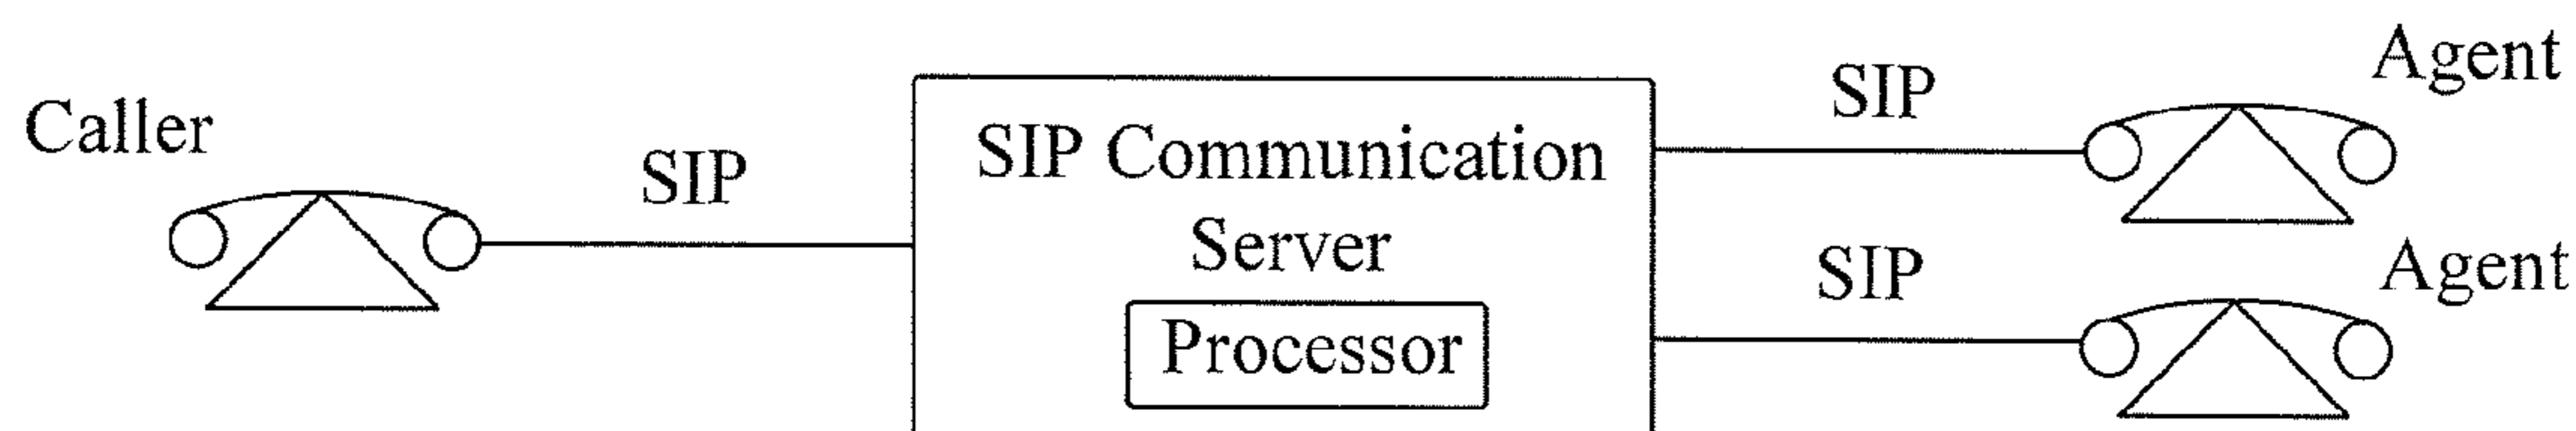 Agent
SIP
Caller
SIP
SIP Communication
Server
SIP
Agent
Processor